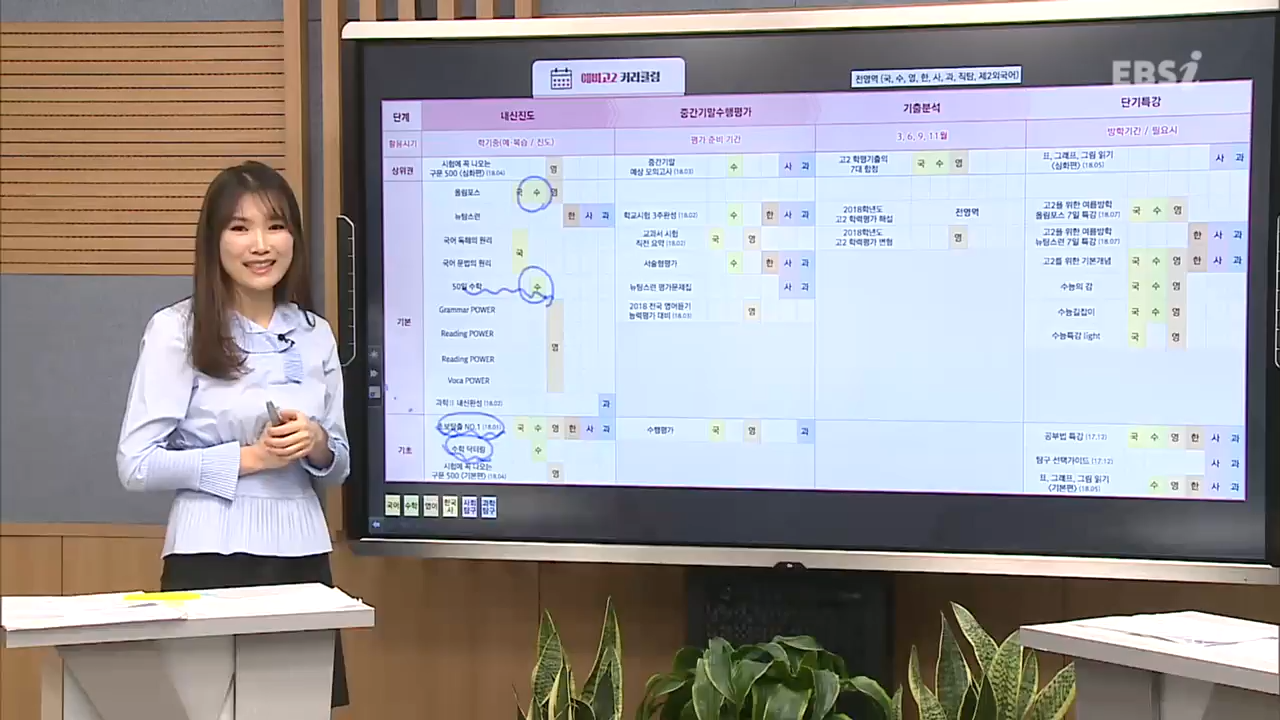 EBSi
예비고2 커리큘럼
전영역 (국, 수, 영, 한, 사, 과, 직탐, 제2외국어)
단계 내신진도 중간기말수행평가 기출분석 단기특강
활용시기 학기중(예·복습 / 진도) 평가 준비 기간 3, 6, 9, 11월 방학기간 / 필요시
상위권
시험에 꼭 나오는
구문 500 <심화편> (18.04)
영
중간기말
예상 모의고사 (18.03)
수 사 과
고2 학평기출의
7대 함정
국 수 영
표, 그래프, 그림 읽기
<심화편> (18.05)
사 과
기본
올림포스 국 수 영
뉴탐스런 한 사 과
국어 독해의 원리
국
국어 문법의 원리
50일 수학 수
Grammar POWER
Reading POWER
영
Reading POWER
Voca POWER
과학II 내신완성 (18.02) 과
학교시험 3주완성 (18.02) 수 한 사 과
교과서 시험
직전 요약 (18.02)
국 영
서술형평가 수 한 사 과
뉴탐스런 평가문제집 사 과
2018 전국 영어듣기
능력평가 대비 (18.03)
영
2018학년도
고2 학력평가 해설
전영역
2018학년도
고2 학력평가 변형
영
고2을 위한 여름방학
올림포스 7일 특강 (18.07)
국 수 영
고2을 위한 여름방학
뉴탐스런 7일 특강 (18.07)
한 사 과
고2를 위한 기본개념 국 수 영 한 사 과
수능의 감 국 수 영
수능길잡이 국 수 영
수능특강 light 국 영
기초
초보탈출 NO.1 (18.01) 국 수 영 한 사 과
수학 닥터링 수
시험에 꼭 나오는
구문 500 <기본편> (18.04)
영
수행평가 국 영 과
공부법 특강 (17.12) 국 수 영 한 사 과
탐구 선택가이드 (17.12) 사 과
표, 그래프, 그림 읽기
<기본편> (18.05)
수 영 한 사 과
국어 수학 영어 한국사 사회탐구 과학탐구